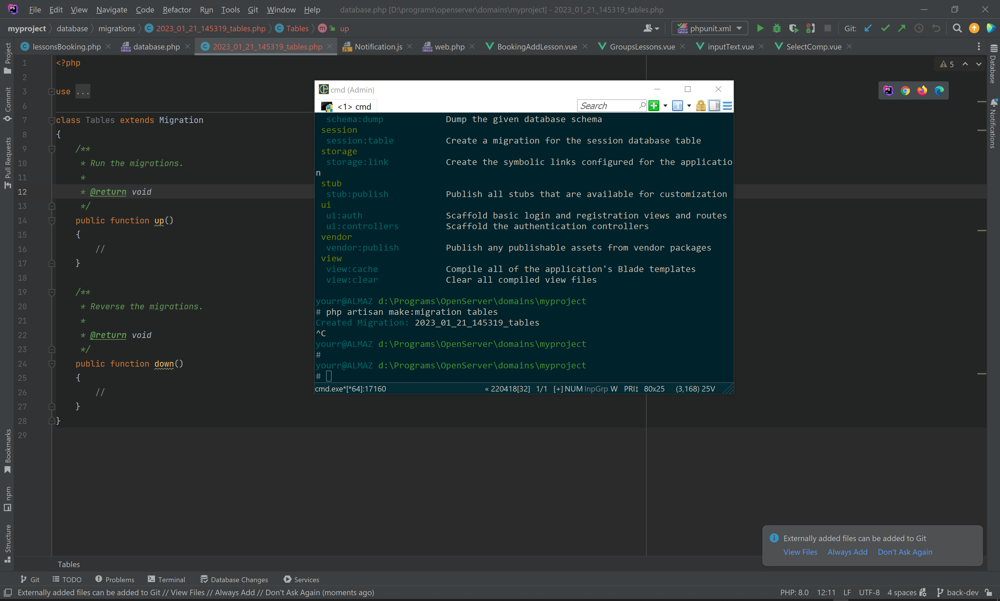 File Edit View Navigate Code Refactor Run Tools Git Window Help database.php [D:\programs\openserver\domains\myproject] - 2023_01_21_145319_tables.php
myproject database migrations 2023_01_21_145319_tables.php Tables up phpunit.xml Git:
lessonsBooking.php database.php 2023_01_21_145319_tables.php Notification.js web.php BookingAddLesson.vue GroupsLessons.vue inputText.vue SelectComp.vue
Project
Commit
Pull Requests
Bookmarks
npm
Structure
Database
Notifications
5
1 <?php
2
3 use ...
6
7 class Tables extends Migration
8 {
9 /**
10 * Run the migrations.
11 *
12 * @return void
13 */
14 public function up()
15 {
16 //
17 }
18
19 /**
20 * Reverse the migrations.
21 *
22 * @return void
23 */
24 public function down()
25 {
26 //
27 }
28 }
29
cmd (Admin)
<1> cmd Search 1
schema:dump Dump the given database schema
session
session:table Create a migration for the session database table
storage
storage:link Create the symbolic links configured for the applicatio
n
stub
stub:publish Publish all stubs that are available for customization
ui
ui:auth Scaffold basic login and registration views and routes
ui:controllers Scaffold the authentication controllers
vendor
vendor:publish Publish any publishable assets from vendor packages
view
view:cache Compile all of the application's Blade templates
view:clear Clear all compiled view files
yourr@ALMAZ d:\Programs\OpenServer\domains\myproject
# php artisan make:migration tables
Created Migration: 2023_01_21_145319_tables
^C
yourr@ALMAZ d:\Programs\OpenServer\domains\myproject
#
yourr@ALMAZ d:\Programs\OpenServer\domains\myproject
#
cmd.exe*[*64]:17160 « 220418[32] 1/1 [+] NUM InpGrp W PRI↕ 80x25 (3,168) 25V
Externally added files can be added to Git
View Files Always Add Don't Ask Again
Tables
Git TODO Problems Terminal Database Changes Services
Externally added files can be added to Git // View Files // Always Add // Don't Ask Again (moments ago) PHP: 8.0 12:11 LF UTF-8 4 spaces back-dev